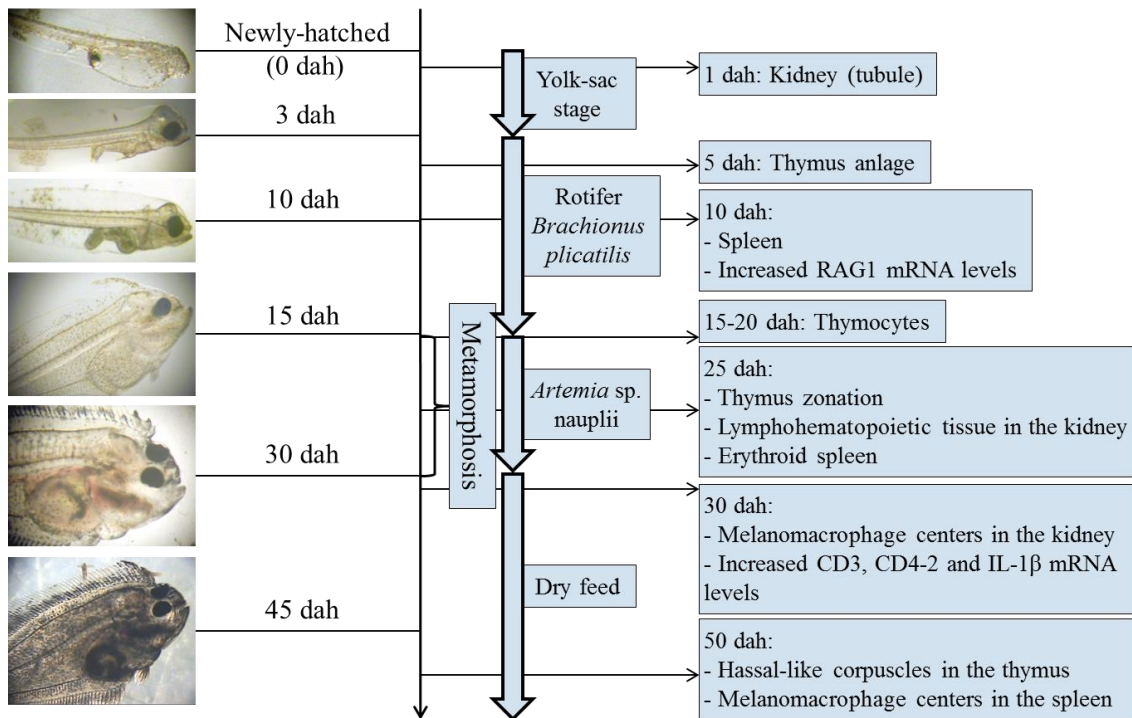 Newly-hatched
(0 dah)
3 dah
10 dah
15 dah
30 dah
45 dah
Metamorphosis
Yolk-sac
stage
Rotifer
Brachionus
plicatilis
Artemia sp.
nauplii
Dry feed
1 dah: Kidney (tubule)
5 dah: Thymus anlage
10 dah:
- Spleen
- Increased RAG1 mRNA levels
15-20 dah: Thymocytes
25 dah:
- Thymus zonation
- Lymphohematopoietic tissue in the kidney
- Erythroid spleen
30 dah:
- Melanomacrophage centers in the kidney
- Increased CD3, CD4-2 and IL-1β mRNA
levels
50 dah:
- Hassal-like corpuscles in the thymus
- Melanomacrophage centers in the spleen